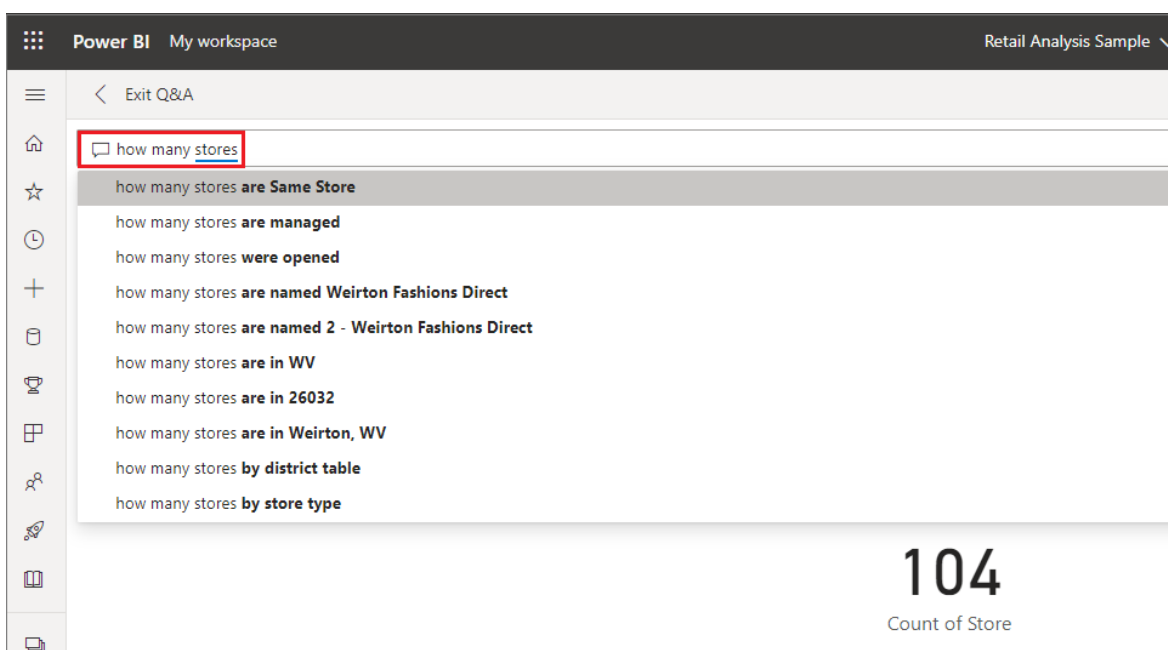 Power BI My workspace Retail Analysis Sample
Exit Q&A
how many stores
how many stores are Same Store
how many stores are managed
how many stores were opened
how many stores are named Weirton Fashions Direct
how many stores are named 2 - Weirton Fashions Direct
how many stores are in WV
how many stores are in 26032
how many stores are in Weirton, WV
how many stores by district table
how many stores by store type
104
Count of Store